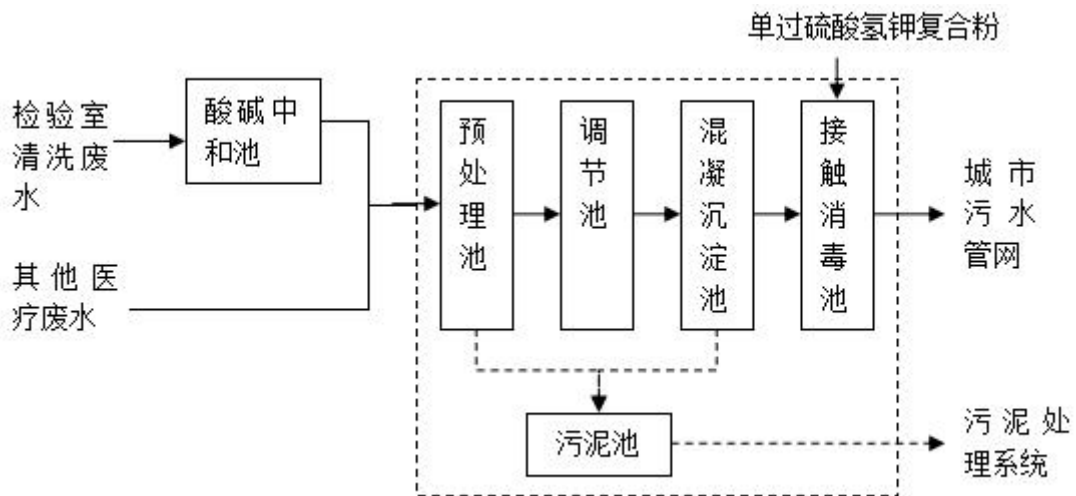 单过硫酸氢钾复合粉
检验室
清洗废
水
酸碱中
和池
其他医
疗废水
预处理池
调节池
混凝沉淀池
接触消毒池
城市
污水
管网
污泥池
污泥处
理系统